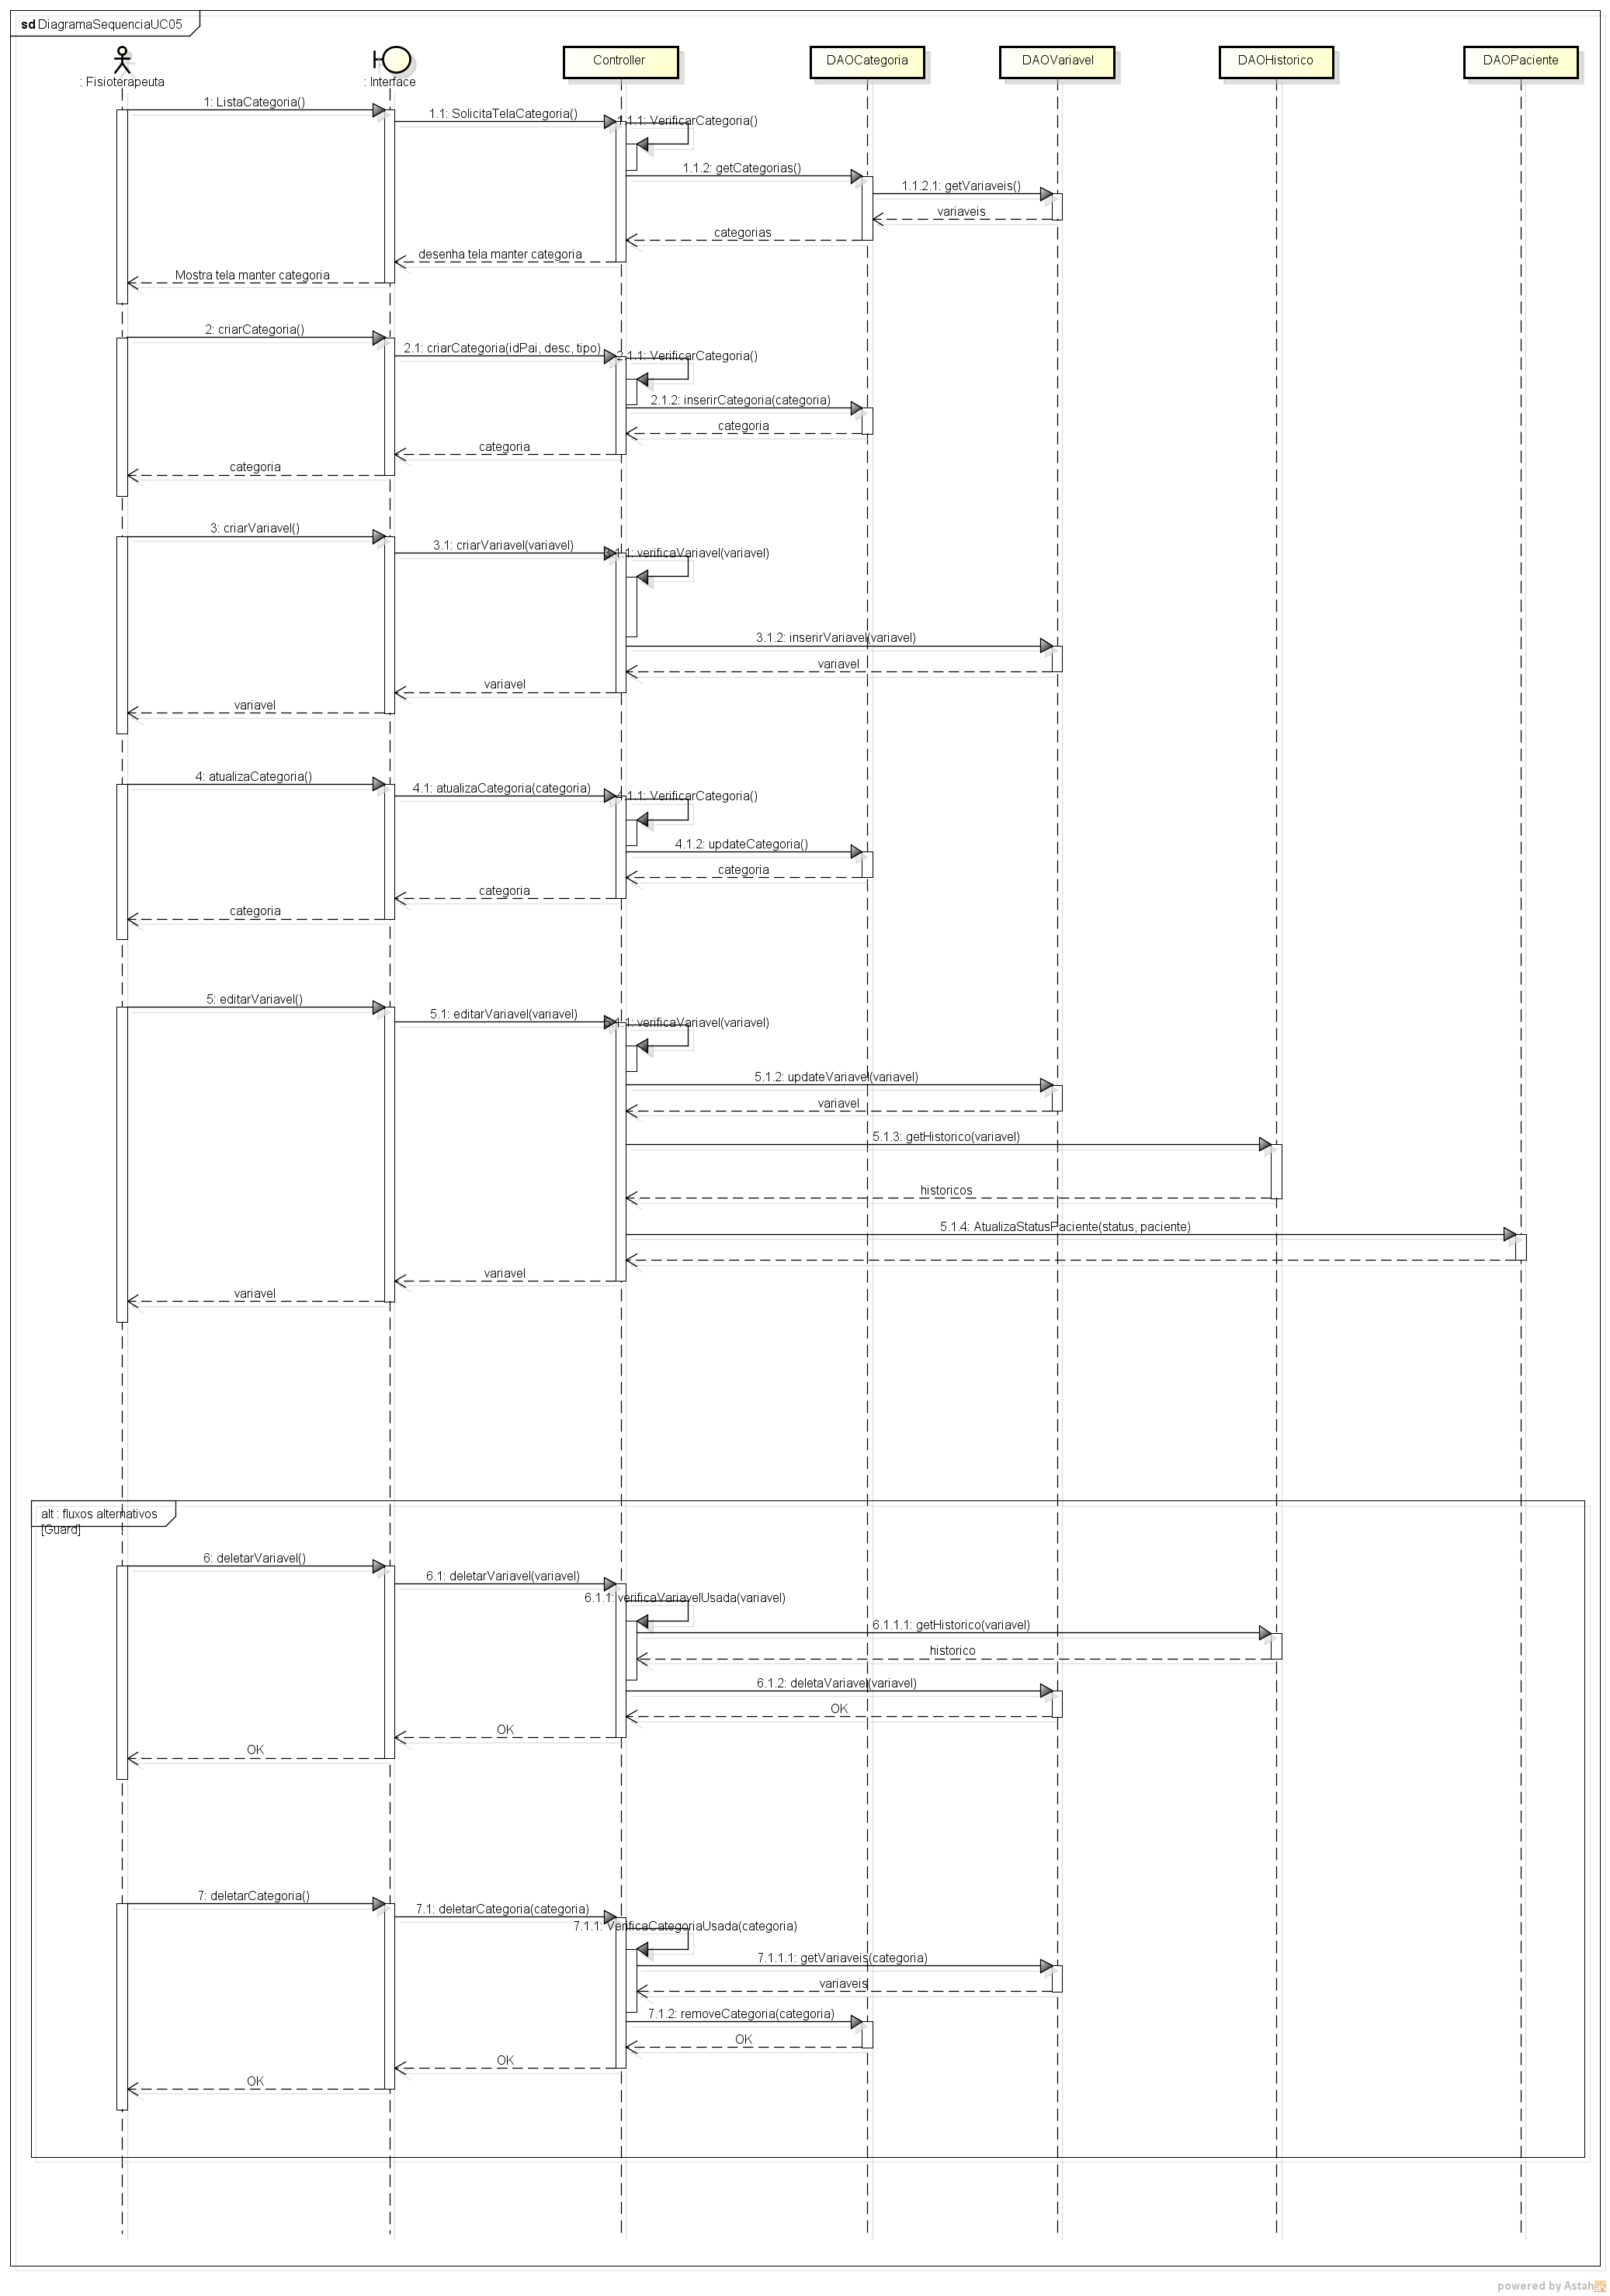 sd DiagramaSequenciaUC05
: Fisioterapeuta
: Interface
Controller
DAOCategoria
DAOVariavel
DAOHistorico
DAOPaciente
1: ListaCategoria()
1.1: SolicitaTelaCategoria()
1.1.1: VerificarCategoria()
1.1.2: getCategorias()
1.1.2.1: getVariaveis()
variaveis
categorias
desenha tela manter categoria
Mostra tela manter categoria
2: criarCategoria()
2.1: criarCategoria(idPai, desc, tipo)
2.1.1: VerificarCategoria()
2.1.2: inserirCategoria(categoria)
categoria
categoria
categoria
3: criarVariavel()
3.1: criarVariavel(variavel)
3.1.1: verificaVariavel(variavel)
3.1.2: inserirVariavel(variavel)
variavel
variavel
variavel
4: atualizaCategoria()
4.1: atualizaCategoria(categoria)
4.1.1: VerificarCategoria()
4.1.2: updateCategoria()
categoria
categoria
categoria
5: editarVariavel()
5.1: editarVariavel(variavel)
5.1.1: verificaVariavel(variavel)
5.1.2: updateVariavel(variavel)
variavel
5.1.3: getHistorico(variavel)
historicos
5.1.4: AtualizaStatusPaciente(status, paciente)
variavel
variavel
alt : fluxos alternativos
[Guard]
6: deletarVariavel()
6.1: deletarVariavel(variavel)
6.1.1: verificaVariavelUsada(variavel)
6.1.1.1: getHistorico(variavel)
historico
6.1.2: deletaVariavel(variavel)
OK
OK
OK
7: deletarCategoria()
7.1: deletarCategoria(categoria)
7.1.1: VerificaCategoriaUsada(categoria)
7.1.1.1: getVariaveis(categoria)
variaveis
7.1.2: removeCategoria(categoria)
OK
OK
OK
powered by Astah